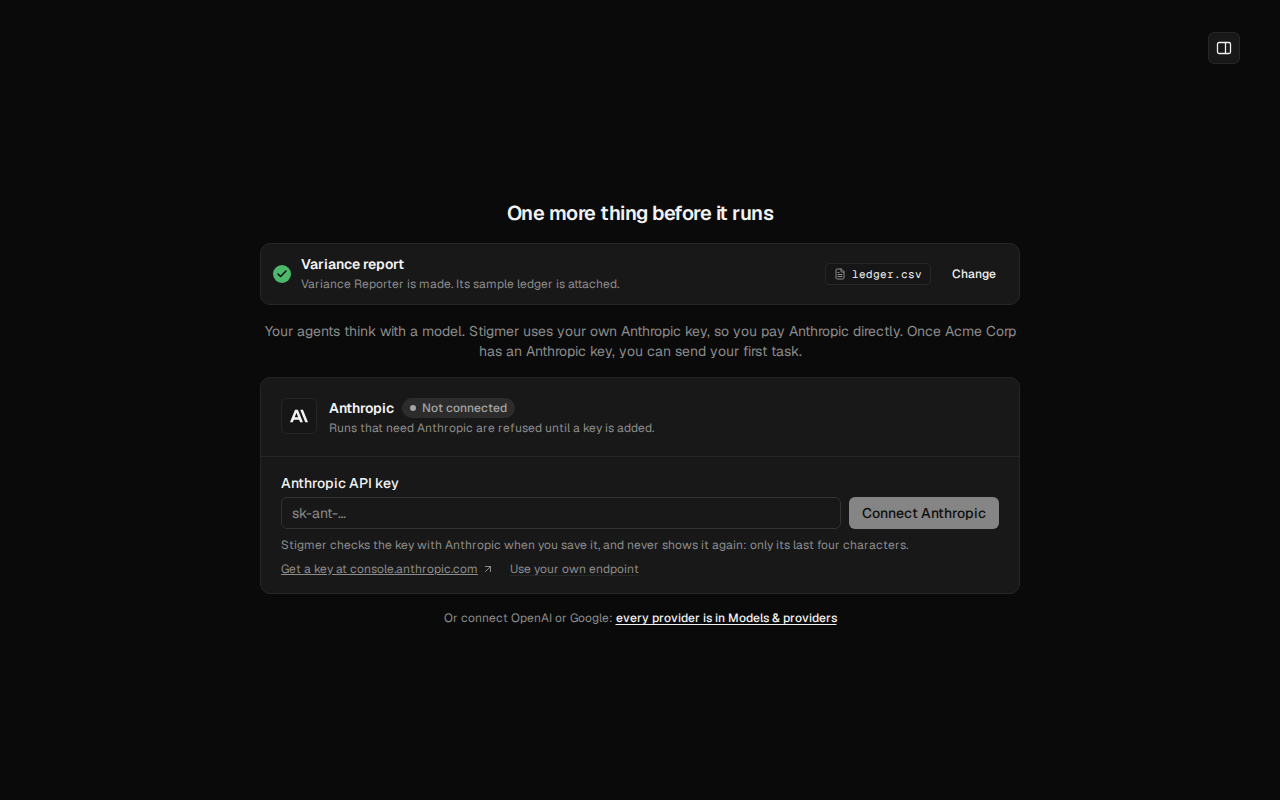 One more thing before it runs
Variance report
Variance Reporter is made. Its sample ledger is attached.
ledger.csv
Change
Your agents think with a model. Stigmer uses your own Anthropic key, so you pay Anthropic directly. Once Acme Corp
has an Anthropic key, you can send your first task.
Anthropic
Not connected
Runs that need Anthropic are refused until a key is added.
Anthropic API key
sk-ant-…
Connect Anthropic
Stigmer checks the key with Anthropic when you save it, and never shows it again: only its last four characters.
Get a key at console.anthropic.com
Use your own endpoint
Or connect OpenAI or Google: every provider is in Models & providers